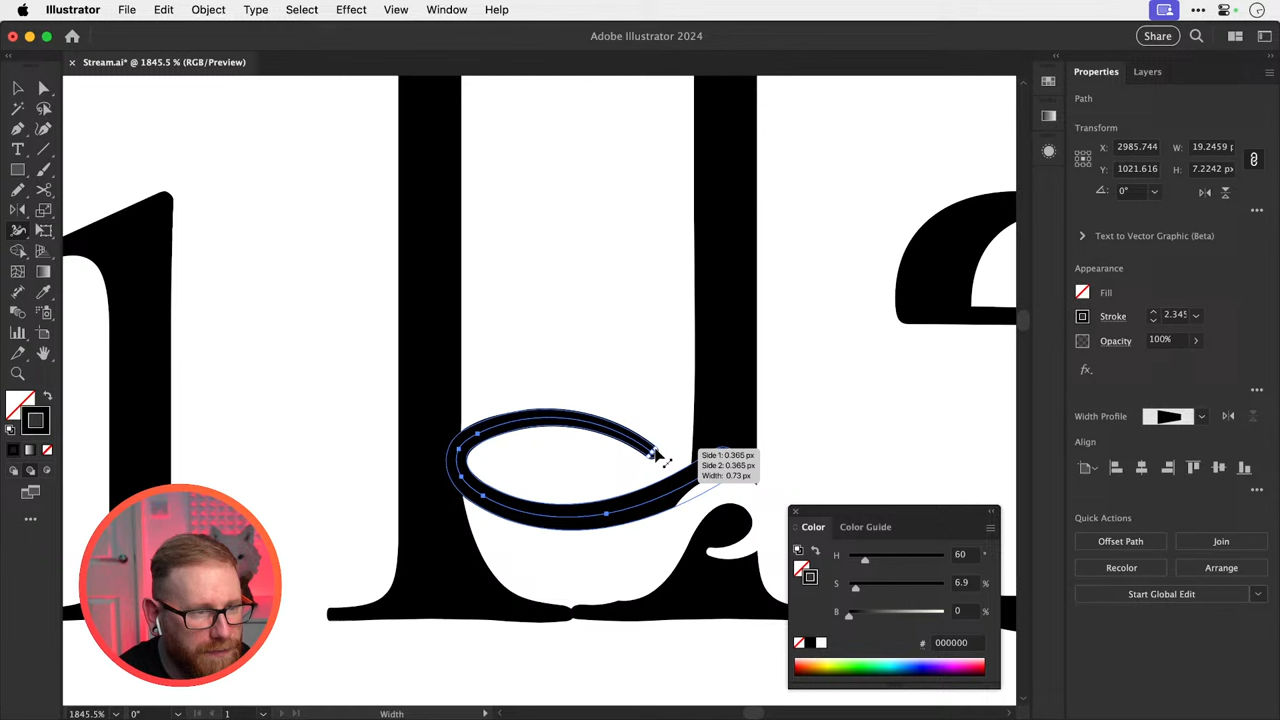 Illustrator File Edit Object Type Select Effect View Window Help
Adobe Illustrator 2024
Share
Stream.ai* @ 1845.5 % (RGB/Preview)
Properties Layers
Path
Transform
X: 2985.744 W: 19.2459 p
Y: 1021.616 H: 7.2242 px
0°
Text to Vector Graphic (Beta)
Appearance
Fill
Stroke 2.345
Opacity 100%
fx.
Width Profile
Align
Side 1: 0.365 px
Side 2: 0.365 px
Width: 0.73 px
Color Color Guide
H 60 °
S 6.9 %
B 0 %
# 000000
Quick Actions
Offset Path Join
Recolor Arrange
Start Global Edit
1845.5% 0° 1 Width